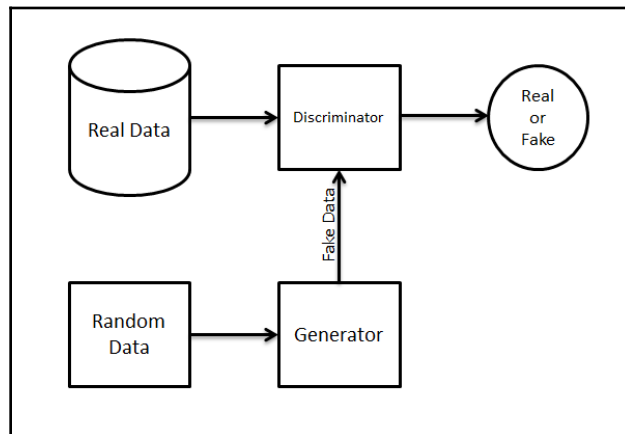 Real Data
Discriminator
Real
or
Fake
Fake Data
Random
Data
Generator